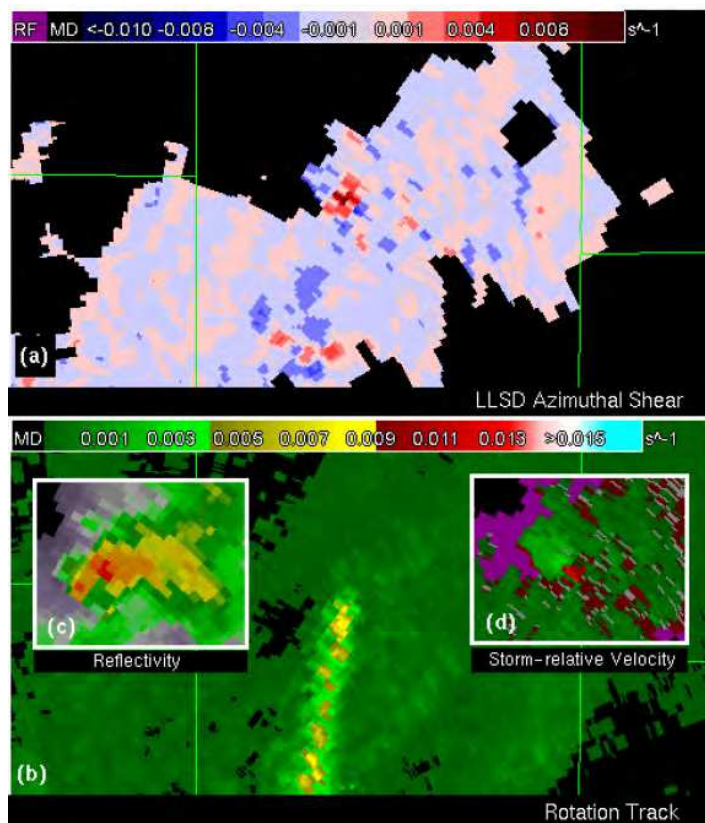 RF MD <-0.010 -0.008 -0.004 -0.001 0.001 0.004 0.008 s^-1
(a)
LLSD Azimuthal Shear
MD 0.001 0.003 0.005 0.007 0.009 0.011 0.013 >0.015 s^-1
(c)
(d)
Reflectivity
Storm-relative Velocity
(b)
Rotation Track